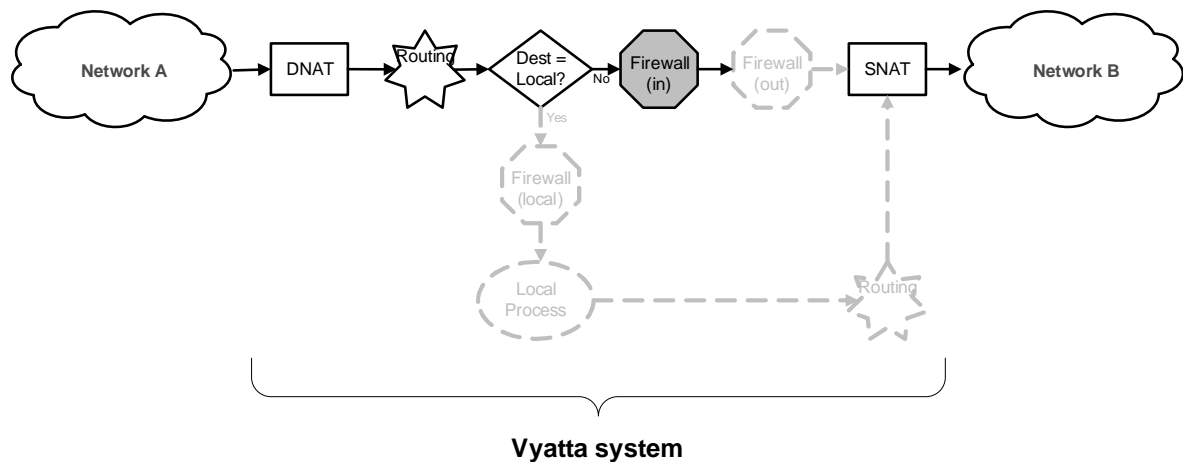 Network A
DNAT
Routing
Dest =
Local?
No
Firewall
(in)
Firewall
(out)
SNAT
Network B
Yes
Firewall
(local)
Local
Process
Routing
Vyatta system